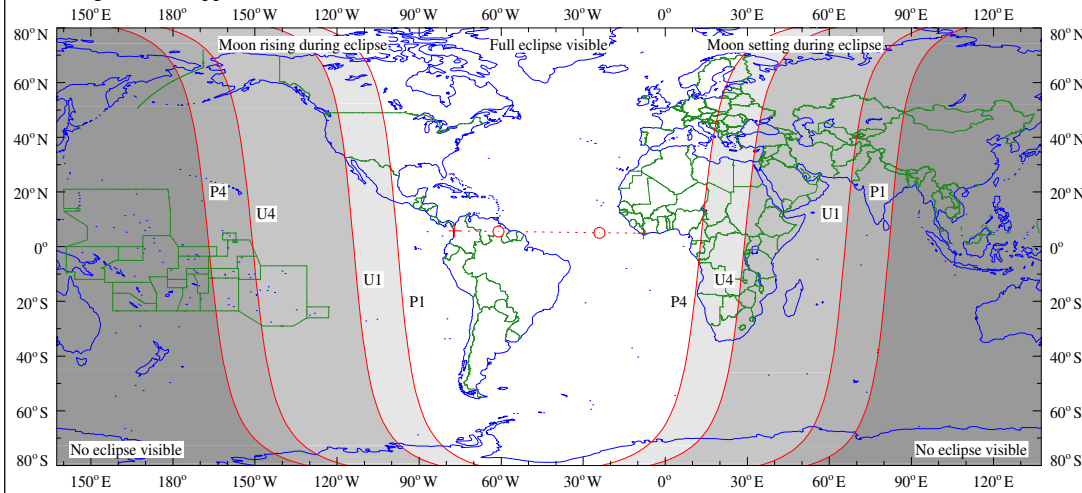 150°E 180° 150°W 120°W 90°W 60°W 30°W 0° 30°E 60°E 90°E 120°E
80°N Moon rising during eclipse Full eclipse visible Moon setting during eclipse 80°N
60°N 60°N
40°N 40°N
20°N P4 U1 P1 20°N
U4
0° 0°
U1 U4
20°S P1 P4 20°S
40°S 40°S
60°S 60°S
No eclipse visible No eclipse visible
80°S 80°S
150°E 180° 150°W 120°W 90°W 60°W 30°W 0° 30°E 60°E 90°E 120°E